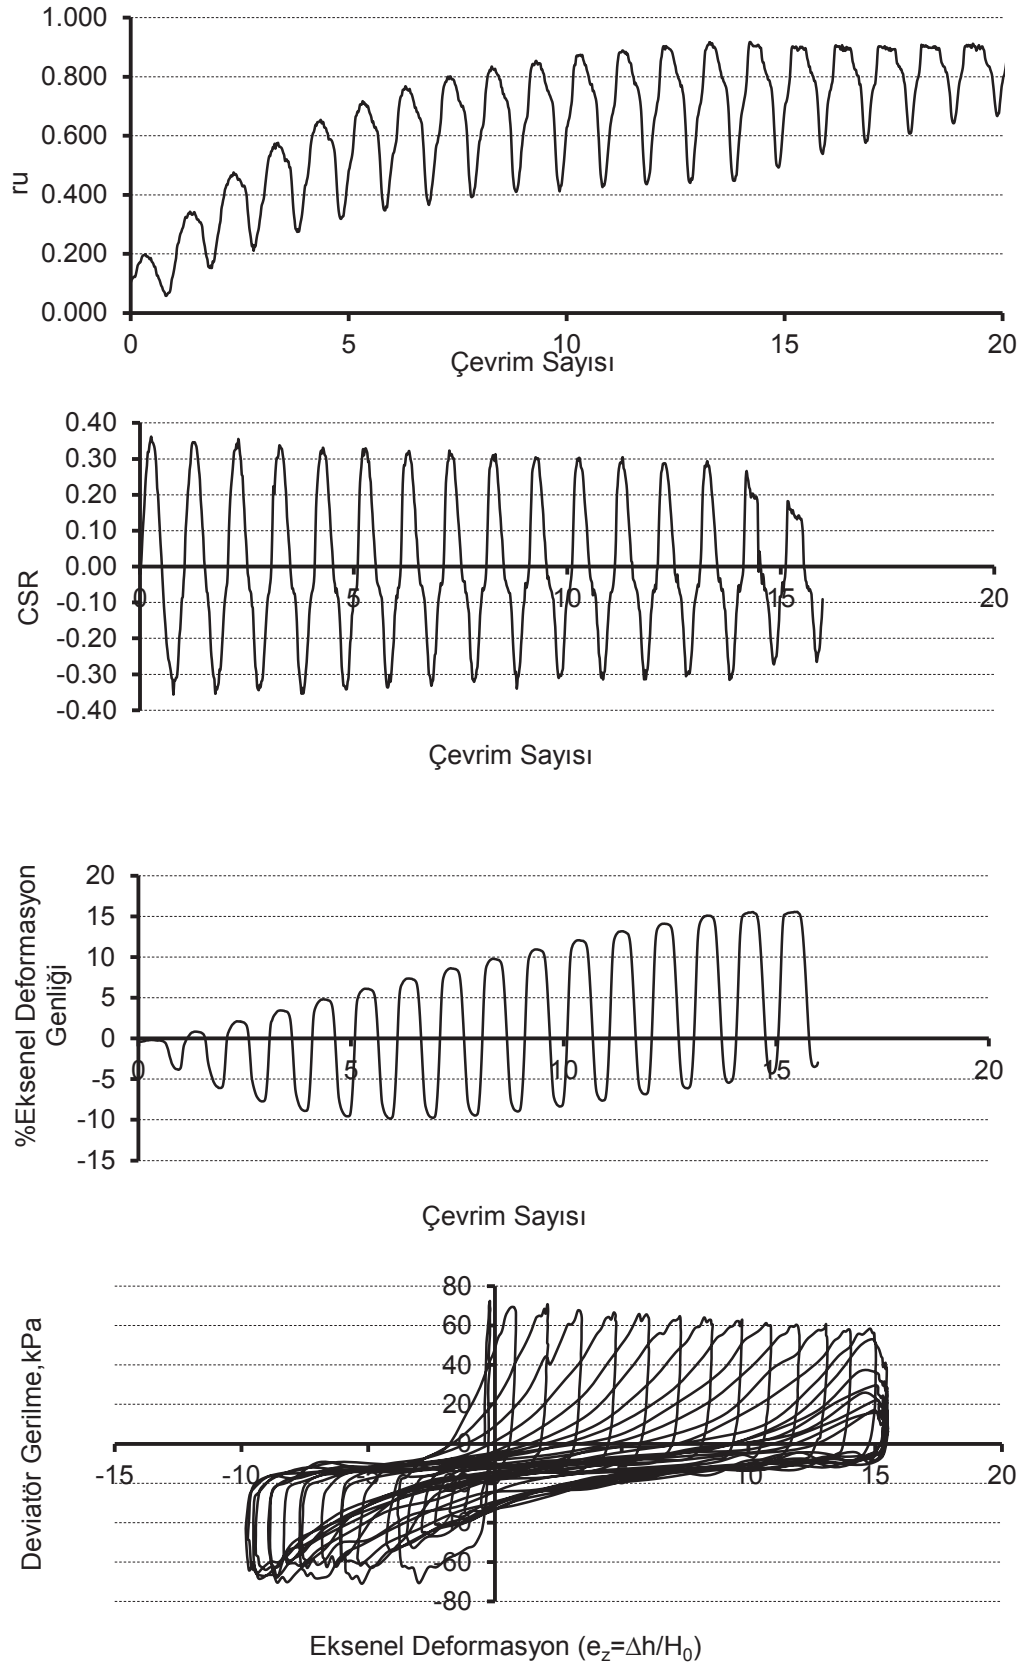 1.000
0.800
0.600
0.400
0.200
0.000
ru
0 5 10 15 20
Çevrim Sayısı
0.40
0.30
0.20
0.10
0.00
-0.10
-0.20
-0.30
-0.40
CSR
0 5 10 15 20
Çevrim Sayısı
20
15
10
5
0
-5
-10
-15
%Eksenel Deformasyon
Genliği
0 5 10 15 20
Çevrim Sayısı
80
60
40
20
0
-60
-80
Deviatör Gerilme,kPa
-15 -10 10 15 20
Eksenel Deformasyon (e_z=Δh/H₀)